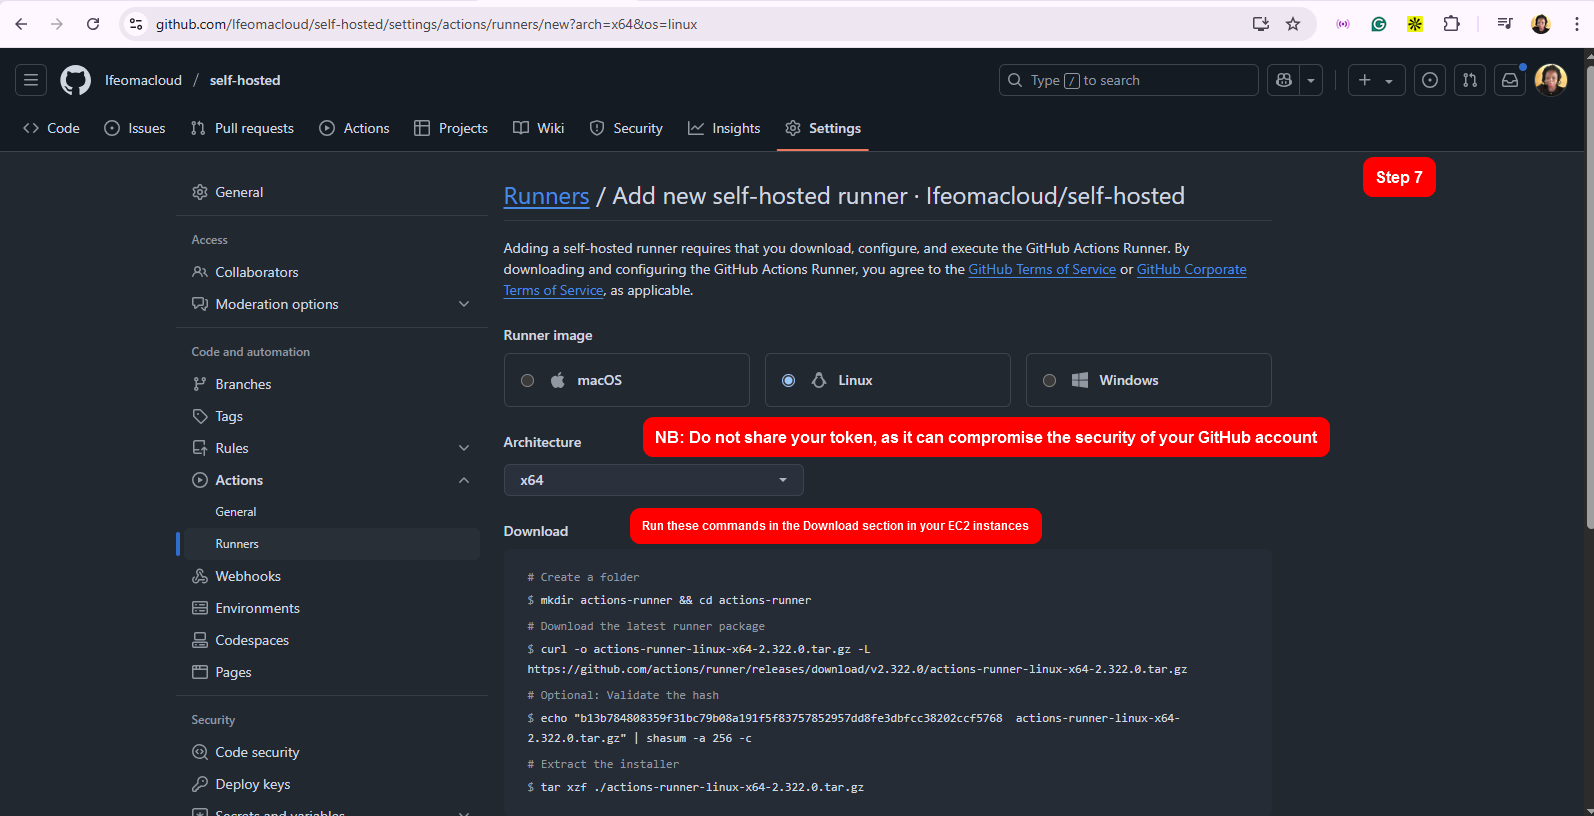 github.com/Ifeomacloud/self-hosted/settings/actions/runners/new?arch=x64&os=linux
Ifeomacloud / self-hosted
Type / to search
Code
Issues
Pull requests
Actions
Projects
Wiki
Security
Insights
Settings
Step 7
General
Access
Collaborators
Moderation options
Code and automation
Branches
Tags
Rules
Actions
General
Runners
Webhooks
Environments
Codespaces
Pages
Security
Code security
Deploy keys
Secrets and variables
Runners / Add new self-hosted runner · Ifeomacloud/self-hosted
Adding a self-hosted runner requires that you download, configure, and execute the GitHub Actions Runner. By
downloading and configuring the GitHub Actions Runner, you agree to the GitHub Terms of Service or GitHub Corporate
Terms of Service, as applicable.
Runner image
macOS
Linux
Windows
NB: Do not share your token, as it can compromise the security of your GitHub account
Architecture
x64
Run these commands in the Download section in your EC2 instances
Download
# Create a folder
$ mkdir actions-runner && cd actions-runner
# Download the latest runner package
$ curl -o actions-runner-linux-x64-2.322.0.tar.gz -L
https://github.com/actions/runner/releases/download/v2.322.0/actions-runner-linux-x64-2.322.0.tar.gz
# Optional: Validate the hash
$ echo "b13b784808359f31bc79b08a191f5f83757852957dd8fe3dbfcc38202ccf5768  actions-runner-linux-x64-
2.322.0.tar.gz" | shasum -a 256 -c
# Extract the installer
$ tar xzf ./actions-runner-linux-x64-2.322.0.tar.gz